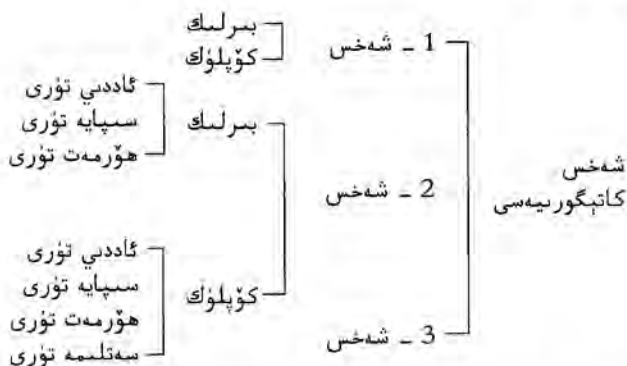 شەخس
كاتېگورىيەسى
1 ـ شەخس
بىرلىك
كۆپلۈك
2 ـ شەخس
بىرلىك
ئاددىي تۈرى
سىپايە تۈرى
ھۆرمەت تۈرى
كۆپلۈك
ئاددىي تۈرى
سىپايە تۈرى
ھۆرمەت تۈرى
سەتلىمە تۈرى
3 ـ شەخس